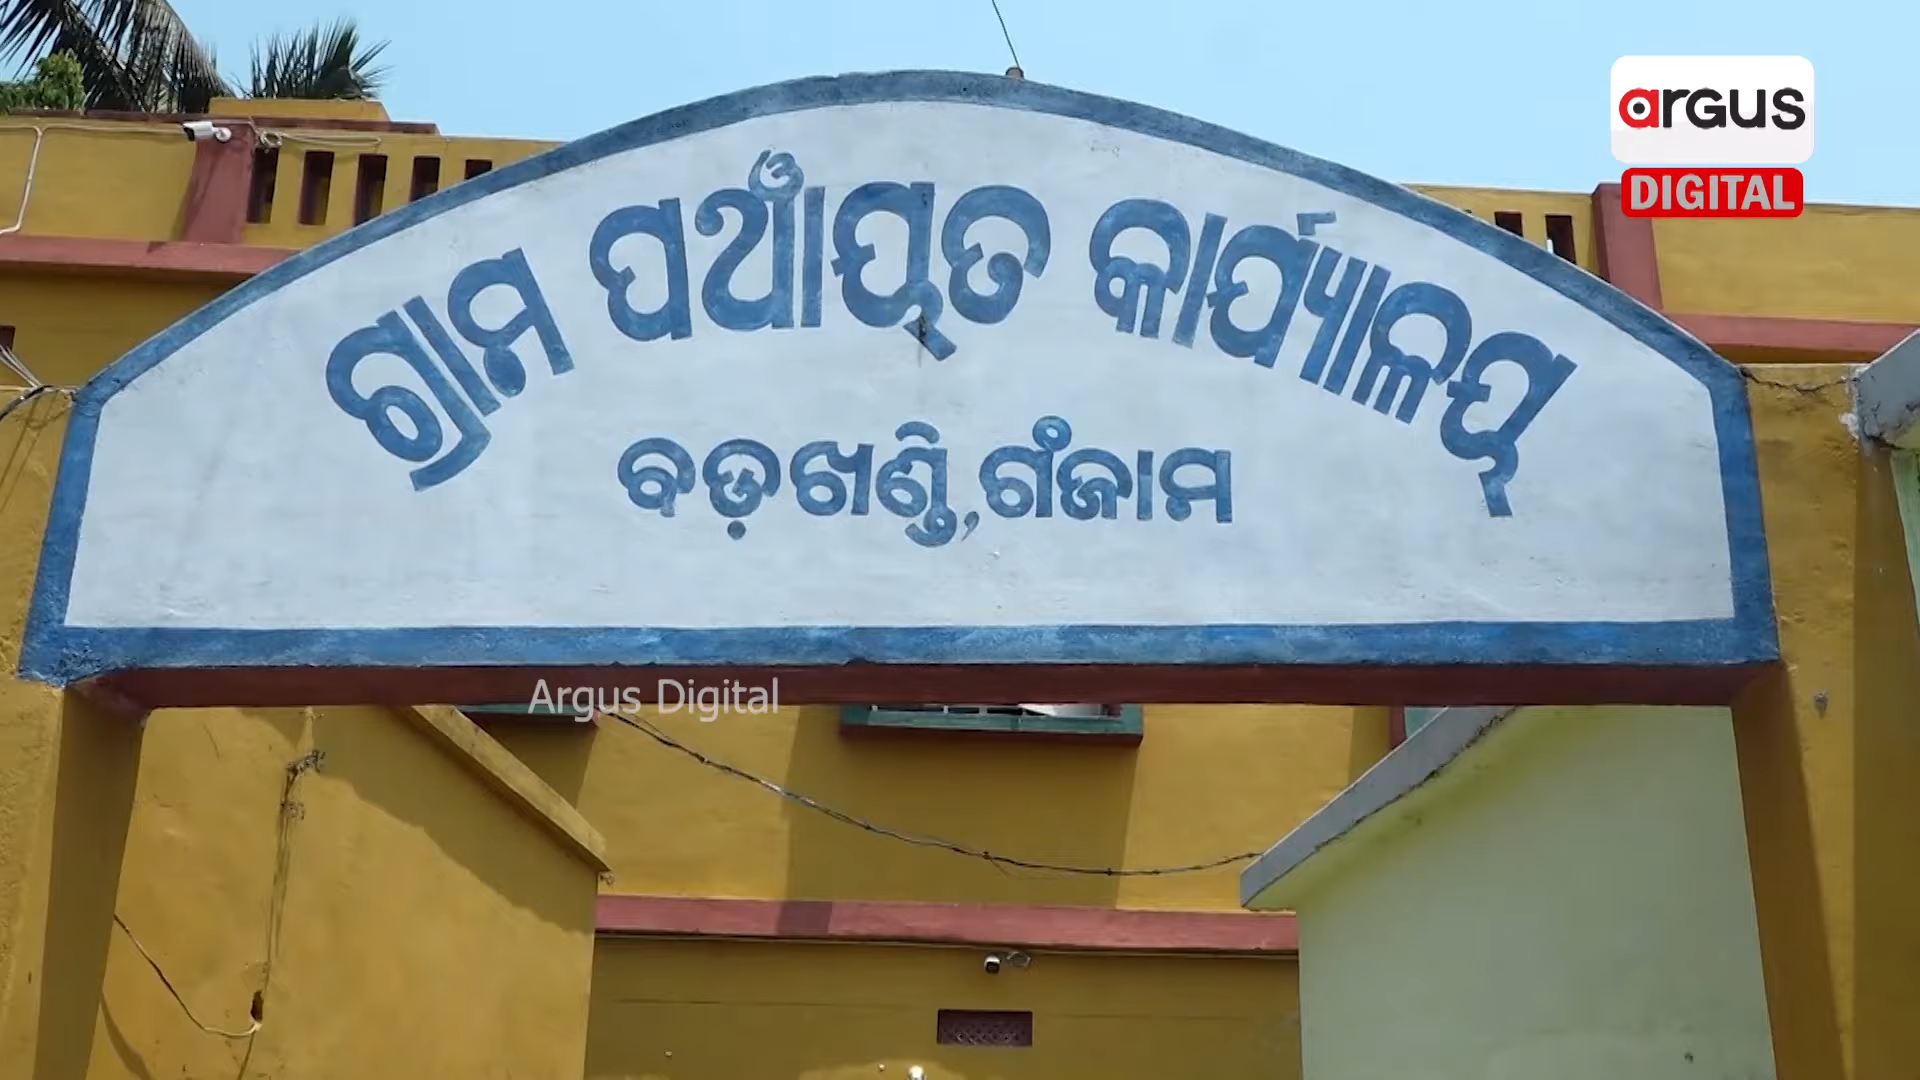 ଗ୍ରାମ ପଞ୍ଚାୟତ କାର୍ଯ୍ୟାଳୟ
ବଡ଼ଖଣ୍ଡି, ଗଁଜାମ
argus
DIGITAL
Argus Digital